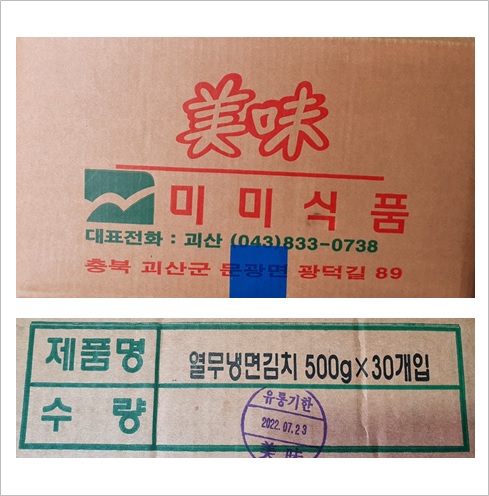 美味
미미식품
대표전화 : 괴산 (043)833-0738
충북 괴산군 문광면 광덕길 89
제품명 열무냉면김치 500g×30개입
수 량
유통기한
2022.07.23
美味